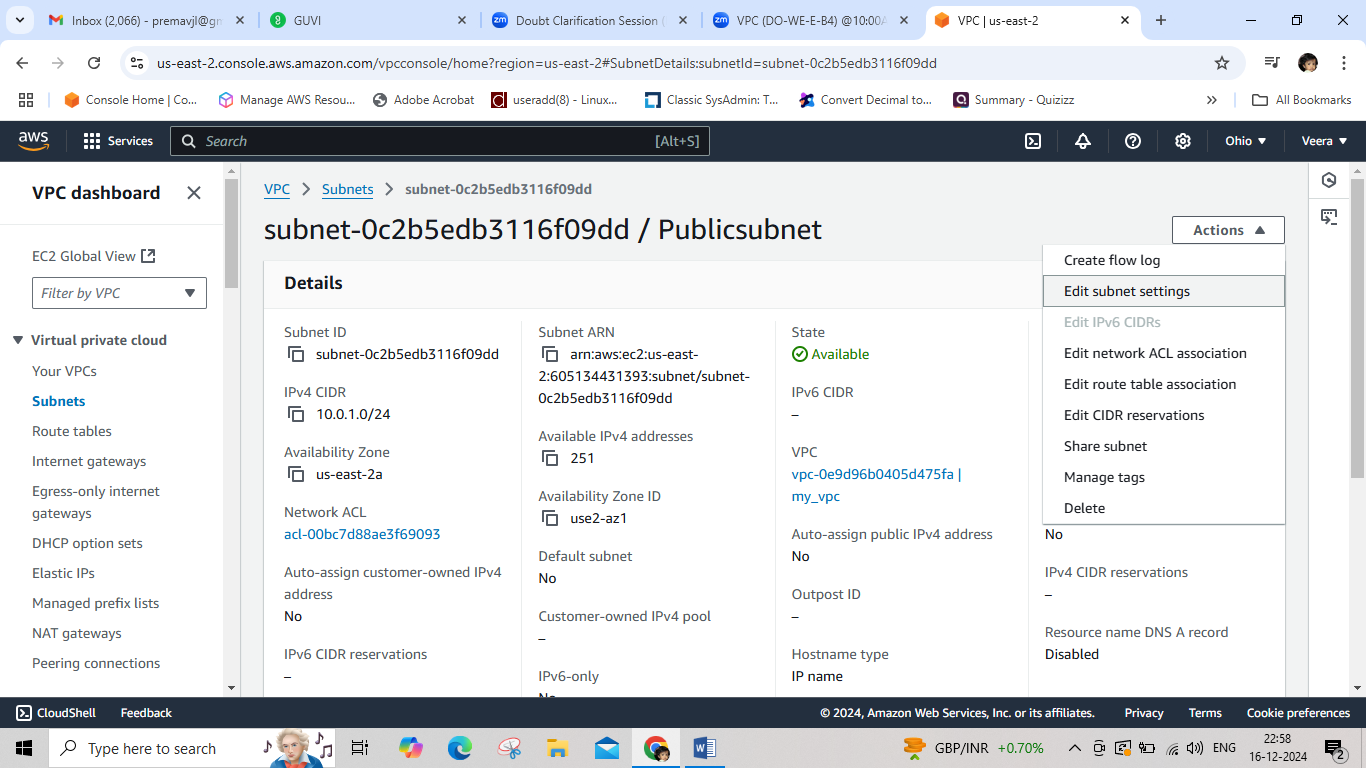 Inbox (2,066) - premavjl@gm
GUVI
Doubt Clarification Session (
VPC (DO-WE-E-B4) @10:00A
VPC | us-east-2
us-east-2.console.aws.amazon.com/vpcconsole/home?region=us-east-2#SubnetDetails:subnetId=subnet-0c2b5edb3116f09dd
Console Home | Co...
Manage AWS Resou...
Adobe Acrobat
useradd(8) - Linux...
Classic SysAdmin: T...
Convert Decimal to...
Summary - Quizizz
All Bookmarks
aws
Services
Search
[Alt+S]
Ohio
Veera
VPC dashboard
EC2 Global View
Filter by VPC
Virtual private cloud
Your VPCs
Subnets
Route tables
Internet gateways
Egress-only internet
gateways
DHCP option sets
Elastic IPs
Managed prefix lists
NAT gateways
Peering connections
VPC
Subnets
subnet-0c2b5edb3116f09dd
subnet-0c2b5edb3116f09dd / Publicsubnet
Actions
Create flow log
Edit subnet settings
Edit IPv6 CIDRs
Edit network ACL association
Edit route table association
Edit CIDR reservations
Share subnet
Manage tags
Delete
Details
Subnet ID
subnet-0c2b5edb3116f09dd
IPv4 CIDR
10.0.1.0/24
Availability Zone
us-east-2a
Network ACL
acl-00bc7d88ae3f69093
Auto-assign customer-owned IPv4
address
No
IPv6 CIDR reservations
–
Subnet ARN
arn:aws:ec2:us-east-
2:605134431393:subnet/subnet-
0c2b5edb3116f09dd
Available IPv4 addresses
251
Availability Zone ID
use2-az1
Default subnet
No
Customer-owned IPv4 pool
–
IPv6-only
No
State
Available
IPv6 CIDR
–
VPC
vpc-0e9d96b0405d475fa |
my_vpc
Auto-assign public IPv4 address
No
Outpost ID
–
Hostname type
IP name
No
IPv4 CIDR reservations
–
Resource name DNS A record
Disabled
CloudShell
Feedback
© 2024, Amazon Web Services, Inc. or its affiliates.
Privacy
Terms
Cookie preferences
Type here to search
GBP/INR +0.70%
ENG
22:58
16-12-2024
2